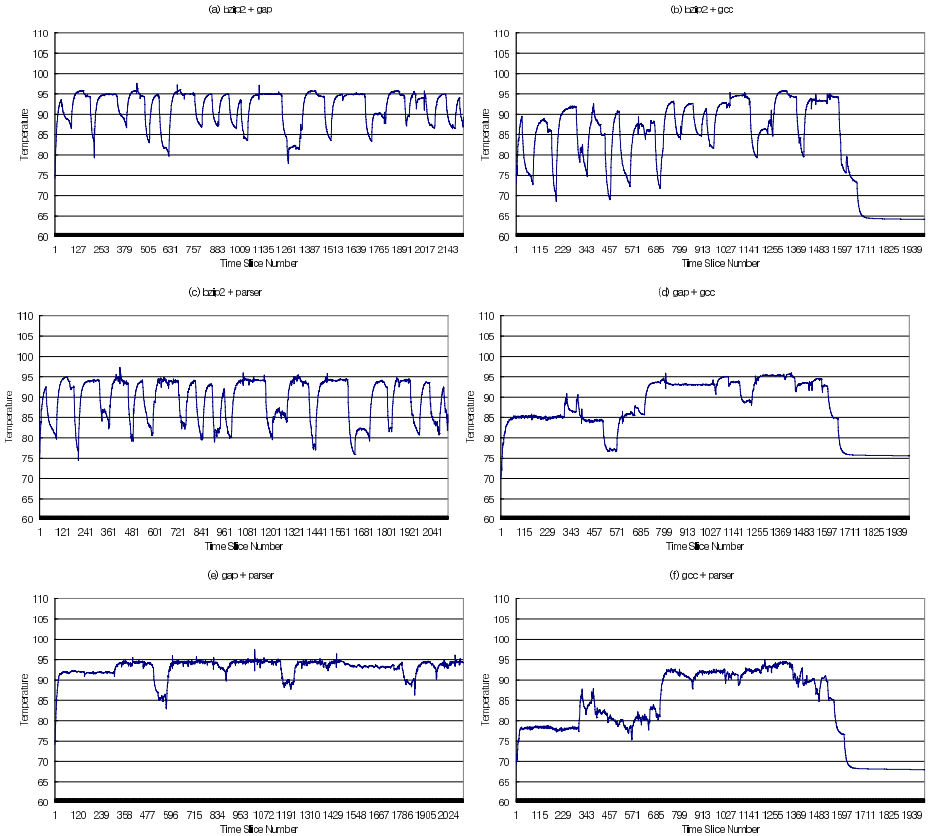 (a) bzip2 + gap
110
105
100
95
90
85
80
75
70
65
60
Temperature
1 127 253 379 505 631 757 883 1009 1135 1261 1387 1513 1639 1765 1891 2017 2143
Time Slice Number
(b) bzip2 + gcc
110
105
100
95
90
85
80
75
70
65
60
Temperature
1 115 229 343 457 571 685 799 913 1027 1141 1255 1369 1483 1597 1711 1825 1939
Time Slice Number
(c) bzip2 + parser
110
105
100
95
90
85
80
75
70
65
60
Temperature
1 121 241 361 481 601 721 841 961 1081 1201 1321 1441 1561 1681 1801 1921 2041
Time Slice Number
(d) gap + gcc
110
105
100
95
90
85
80
75
70
65
60
Temperature
1 115 229 343 457 571 685 799 913 1027 1141 1255 1369 1483 1597 1711 1825 1939
Time Slice Number
(e) gap + parser
110
105
100
95
90
85
80
75
70
65
60
Temperature
1 120 239 358 477 596 715 834 953 1072 1191 1310 1429 1548 1667 1786 1905 2024
Time Slice Number
(f) gcc + parser
110
105
100
95
90
85
80
75
70
65
60
Temperature
1 115 229 343 457 571 685 799 913 1027 1141 1255 1369 1483 1597 1711 1825 1939
Time Slice Number